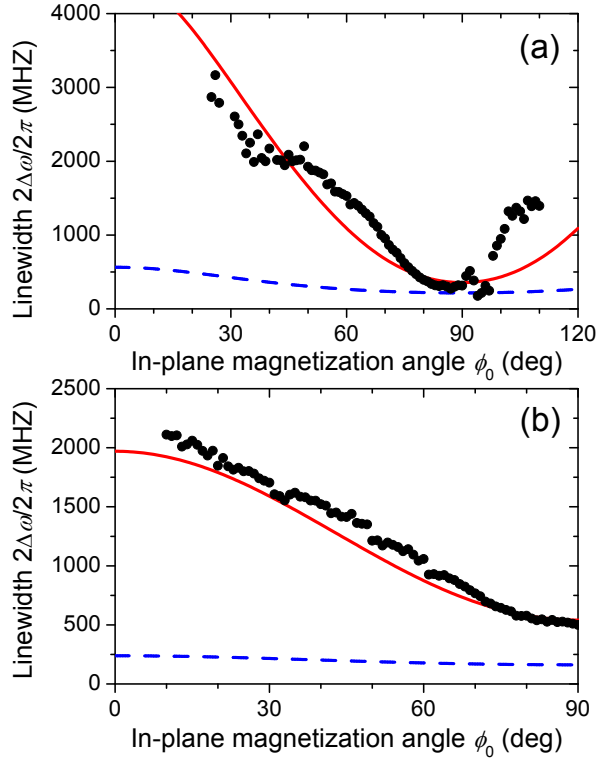 (a)
Linewidth 2Δω/2π (MHZ)
4000
3000
2000
1000
0
0 30 60 90 120
In-plane magnetization angle ϕ₀ (deg)
(b)
Linewidth 2Δω/2π (MHZ)
2500
2000
1500
1000
500
0
0 30 60 90
In-plane magnetization angle ϕ₀ (deg)